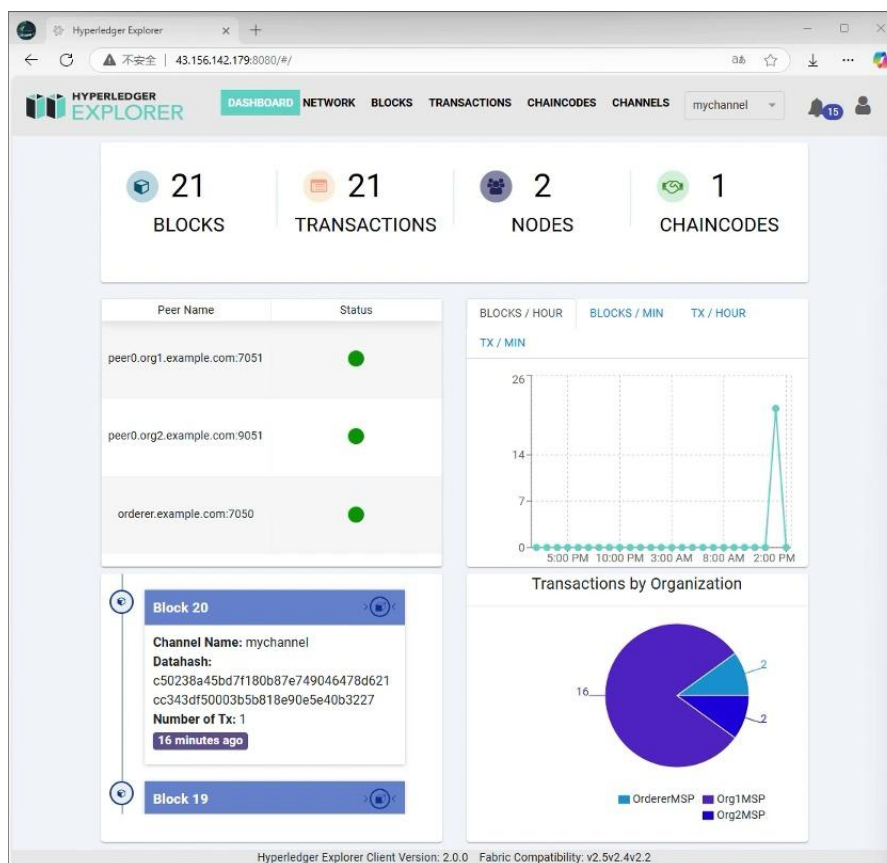 Hyperledger Explorer
不安全 | 43.156.142.179:8080/#/
aあ
HYPERLEDGER
EXPLORER
DASHBOARD NETWORK BLOCKS TRANSACTIONS CHAINCODES CHANNELS mychannel 15
21 21 2 1
BLOCKS TRANSACTIONS NODES CHAINCODES
Peer Name Status
peer0.org1.example.com:7051
peer0.org2.example.com:9051
orderer.example.com:7050
BLOCKS / HOUR BLOCKS / MIN TX / HOUR
TX / MIN
26
14
7
0
5:00 PM 10:00 PM 3:00 AM 8:00 AM 2:00 PM
Block 20
Channel Name: mychannel
Datahash:
c50238a45bd7f180b87e749046478d621
cc343df50003b5b818e90e5e40b3227
Number of Tx: 1
16 minutes ago
Block 19
Transactions by Organization
2
16
2
OrdererMSP Org1MSP
Org2MSP
Hyperledger Explorer Client Version: 2.0.0 Fabric Compatibility: v2.5v2.4v2.2